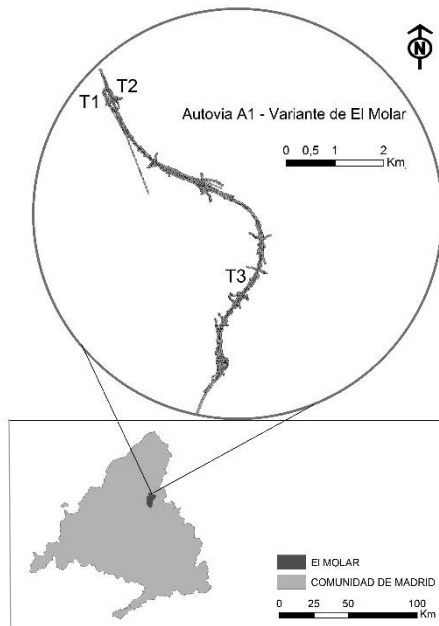 N
T2
T1
Autovia A1 - Variante de El Molar
0 0,5 1 2
Km,
T3
El MOLAR
COMUNIDAD DE MADRID
0 25 50 100
Km